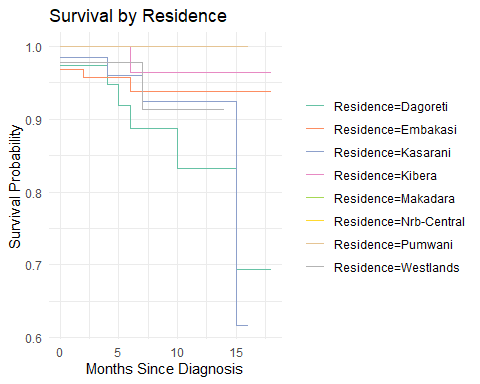 Survival by Residence
Survival Probability
1.0
0.9
0.8
0.7
0.6
0
5
10
15
Months Since Diagnosis
Residence=Dagoreti
Residence=Embakasi
Residence=Kasarani
Residence=Kibera
Residence=Makadara
Residence=Nrb-Central
Residence=Pumwani
Residence=Westlands